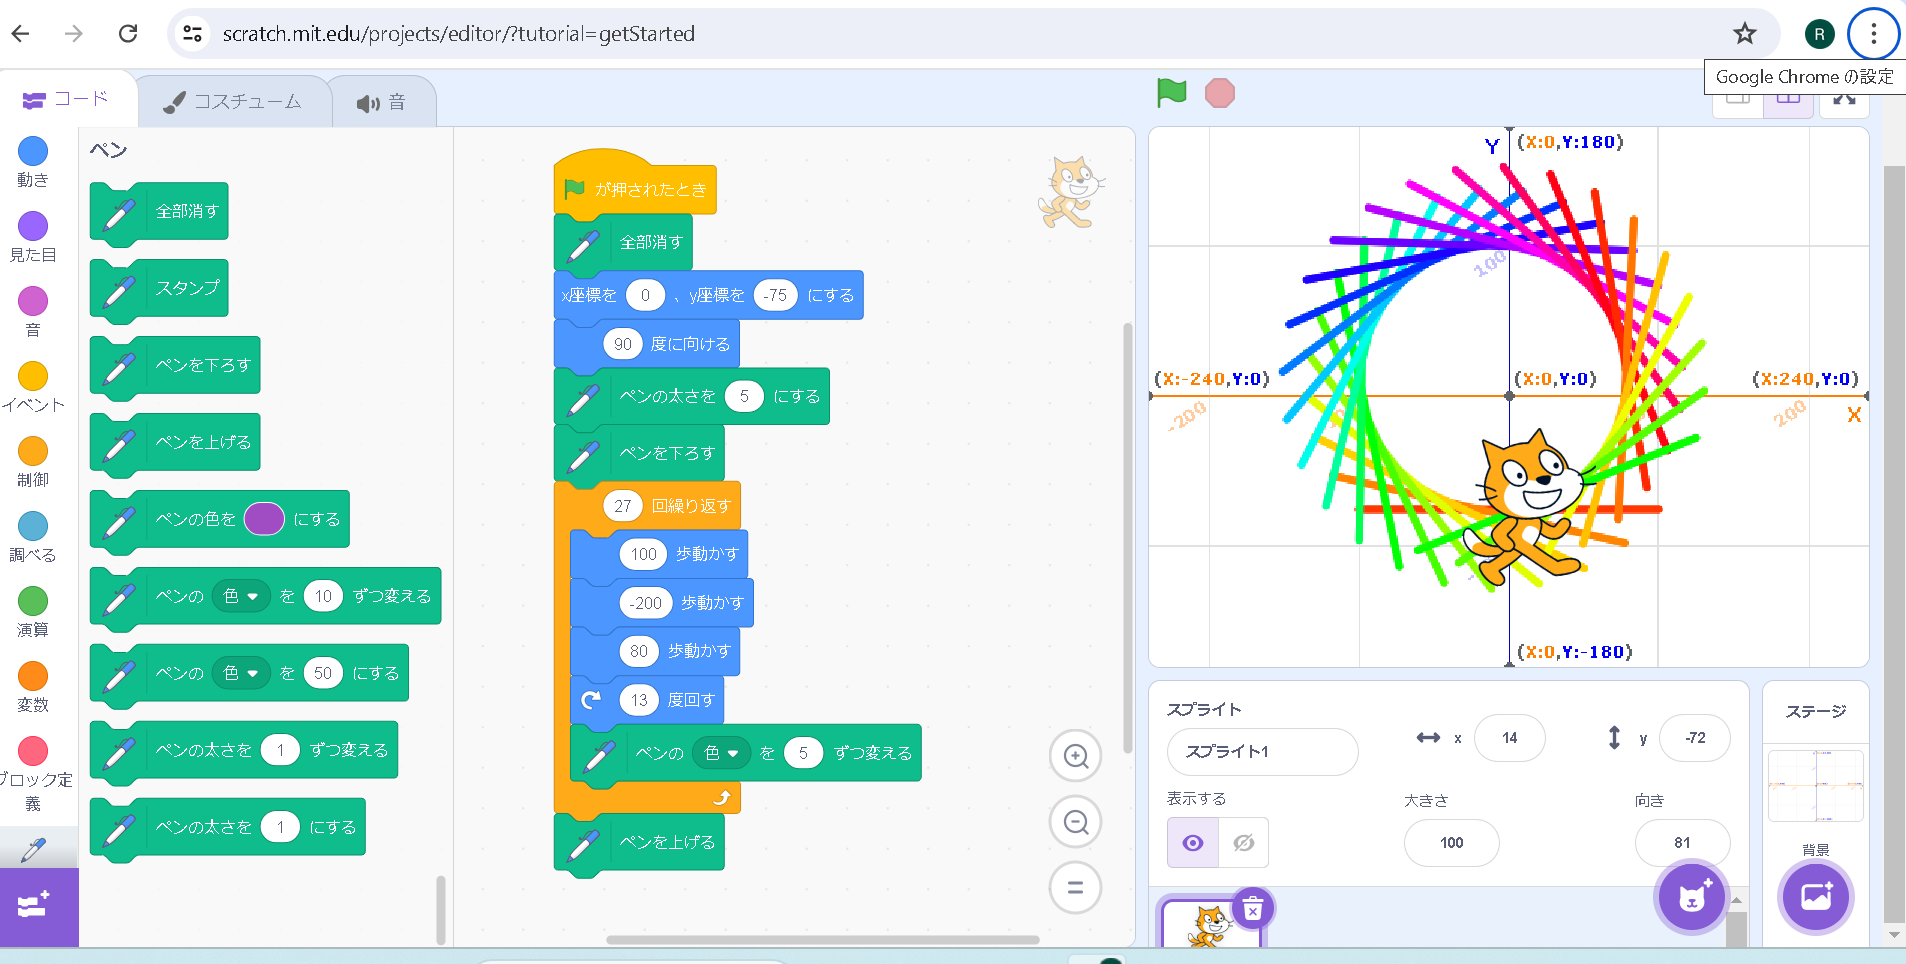 scratch.mit.edu/projects/editor/?tutorial=getStarted
R
Google Chrome の設定
コード
コスチューム
音
動き
見た目
音
イベント
制御
調べる
演算
変数
ブロック定
義
ペン
全部消す
スタンプ
ペンを下ろす
ペンを上げる
ペンの色を にする
ペンの 色 を 10 ずつ変える
ペンの 色 を 50 にする
ペンの太さを 1 ずつ変える
ペンの太さを 1 にする
が押されたとき
全部消す
x座標を 0 、y座標を -75 にする
90 度に向ける
ペンの太さを 5 にする
ペンを下ろす
27 回繰り返す
100 歩動かす
-200 歩動かす
80 歩動かす
13 度回す
ペンの 色 を 5 ずつ変える
ペンを上げる
Y (X:0,Y:180)
100
(X:-240,Y:0) (X:0,Y:0) (X:240,Y:0)
-200 200 X
(X:0,Y:-180)
スプライト
スプライト1
x 14 y -72
表示する 大きさ 向き
100 81
ステージ
背景